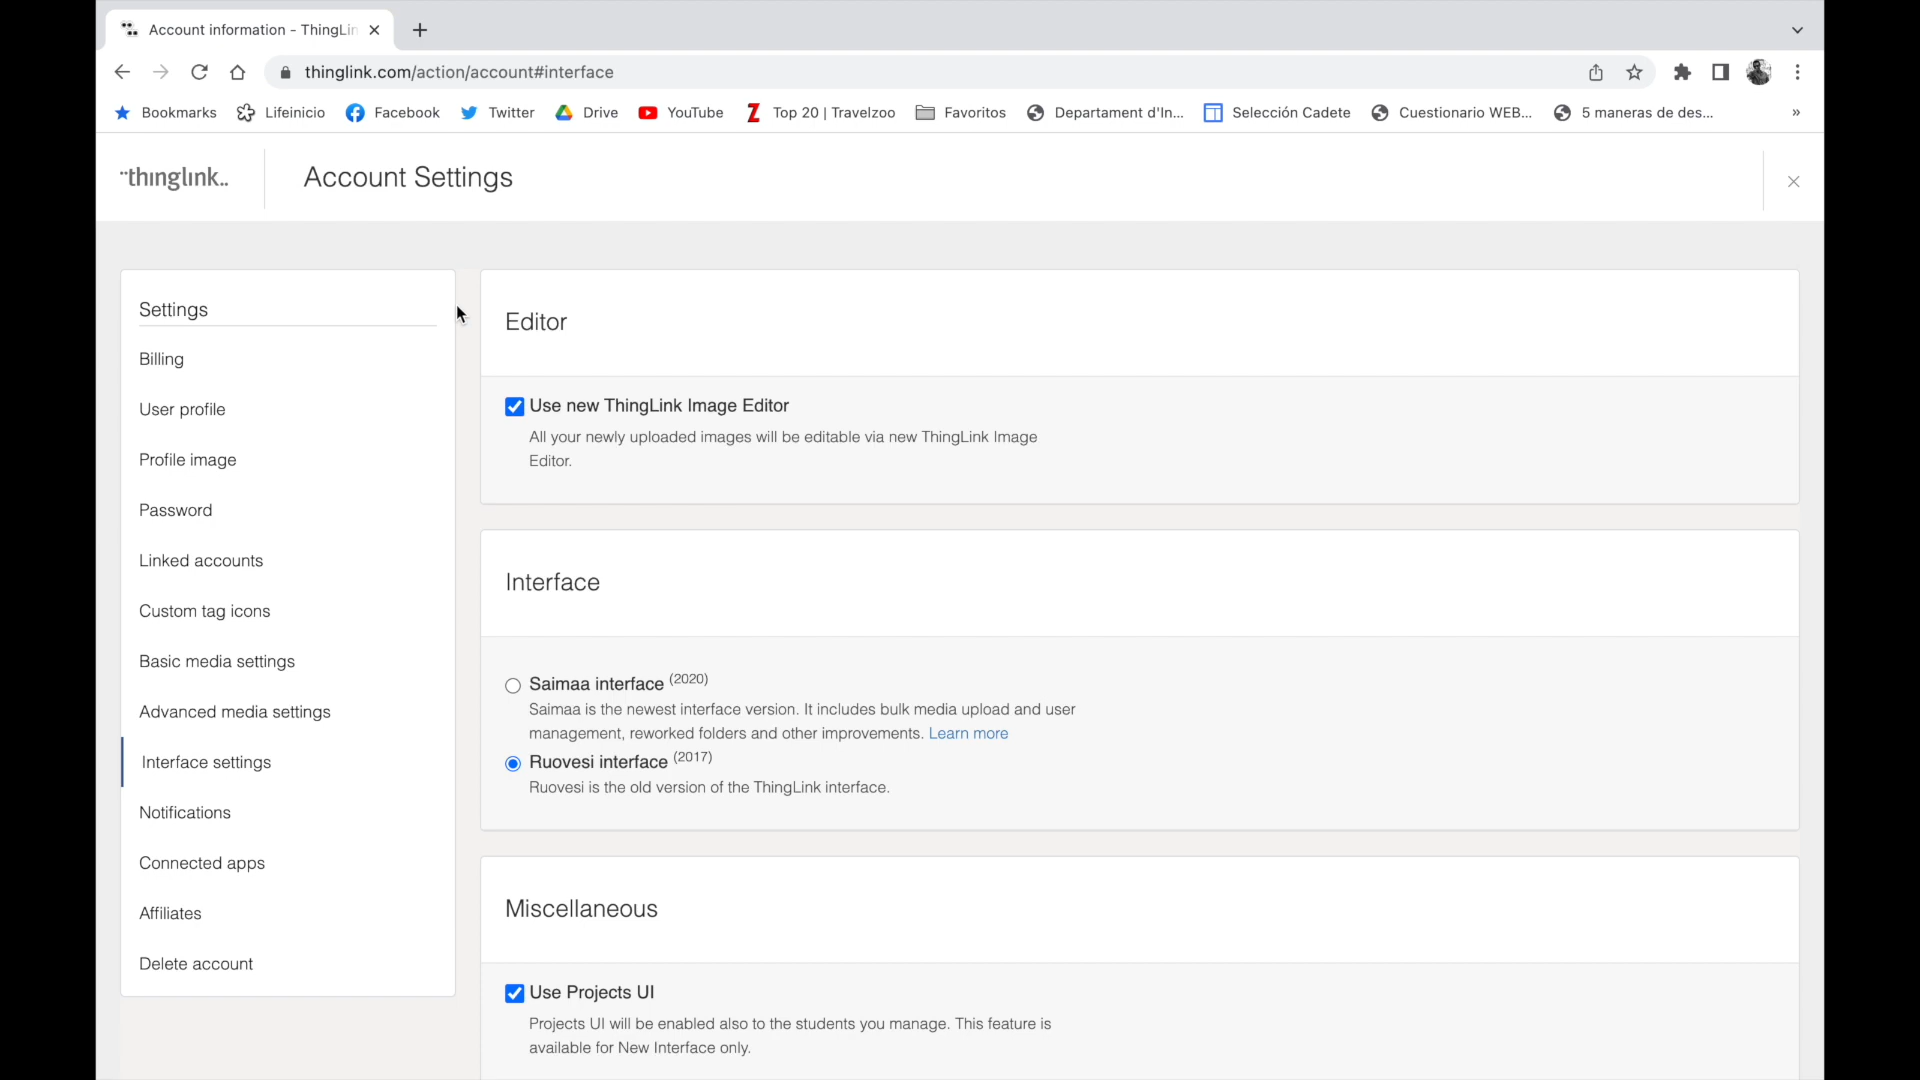 Account information - ThingLin
thinglink.com/action/account#interface
Bookmarks Lifeinicio Facebook Twitter Drive YouTube Top 20 | Travelzoo Favoritos Departament d'In... Selección Cadete Cuestionario WEB... 5 maneras de des... »
thinglink..
Account Settings
Settings
Billing
User profile
Profile image
Password
Linked accounts
Custom tag icons
Basic media settings
Advanced media settings
Interface settings
Notifications
Connected apps
Affiliates
Delete account
Editor
Use new ThingLink Image Editor
All your newly uploaded images will be editable via new ThingLink Image
Editor.
Interface
Saimaa interface (2020)
Saimaa is the newest interface version. It includes bulk media upload and user
management, reworked folders and other improvements. Learn more
Ruovesi interface (2017)
Ruovesi is the old version of the ThingLink interface.
Miscellaneous
Use Projects UI
Projects UI will be enabled also to the students you manage. This feature is
available for New Interface only.